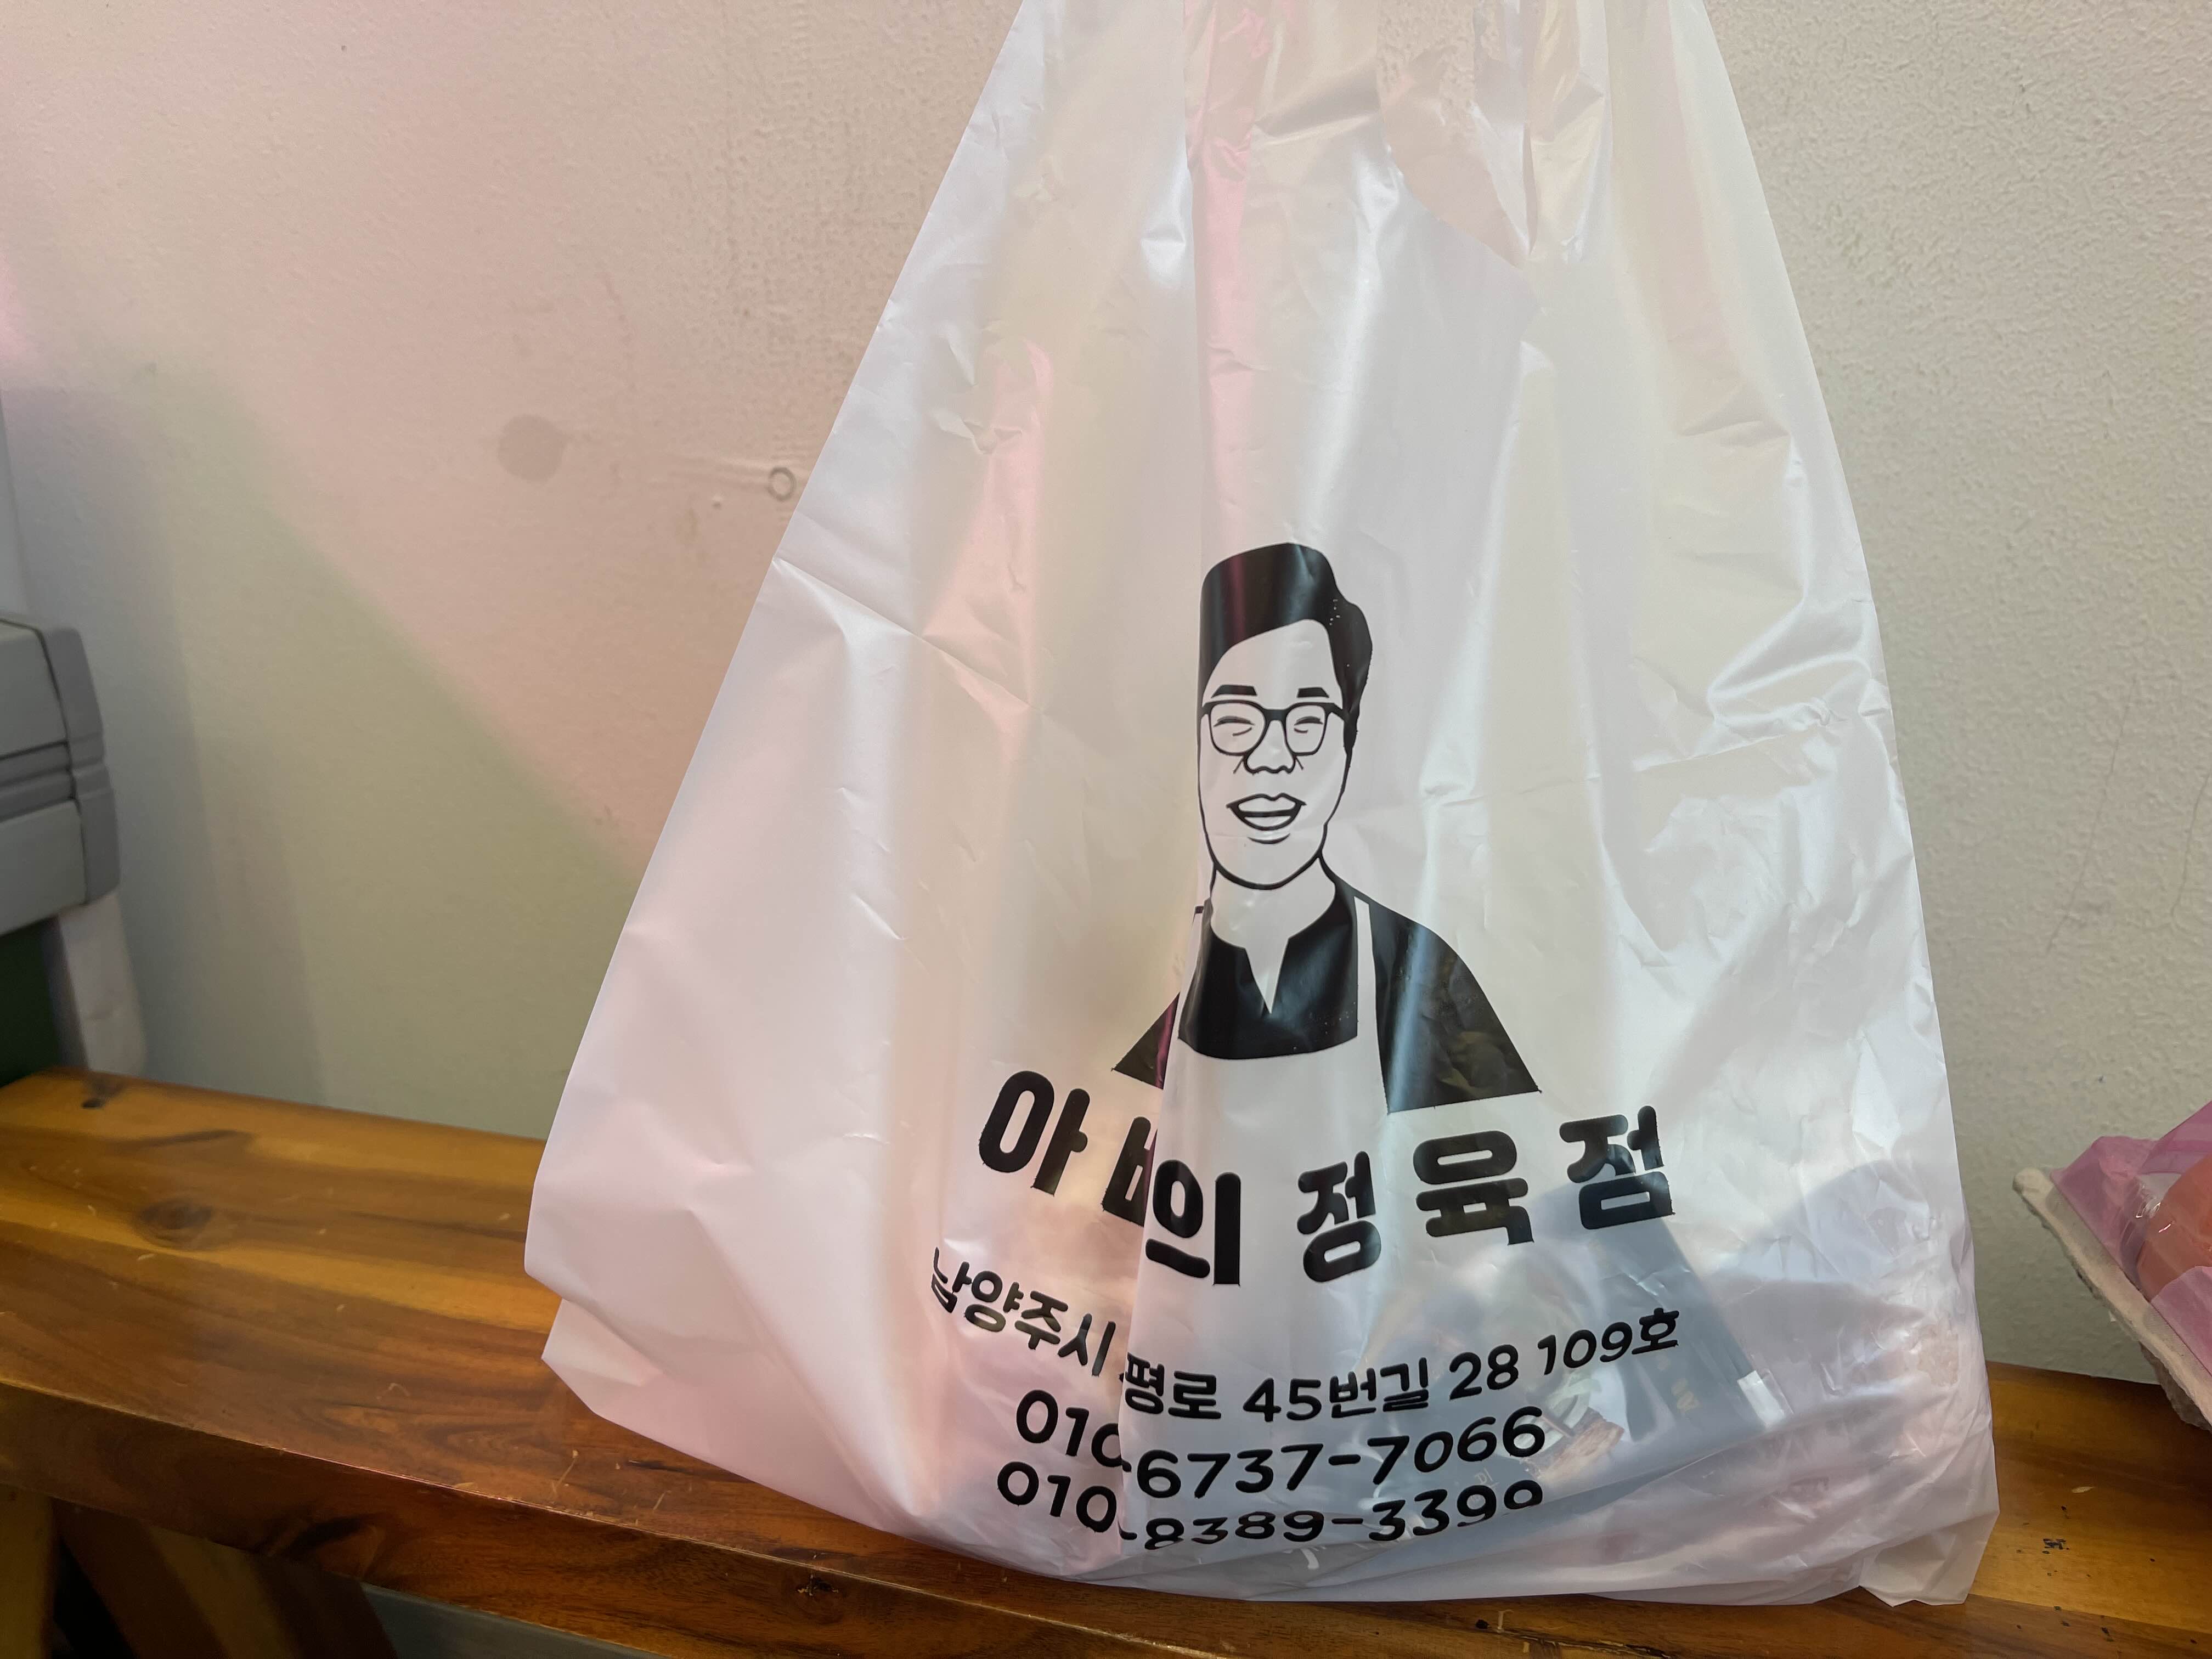 아 의 정육점
남양주시 평로 45번길 28 109호
010-6737-7066
010-8389-3399